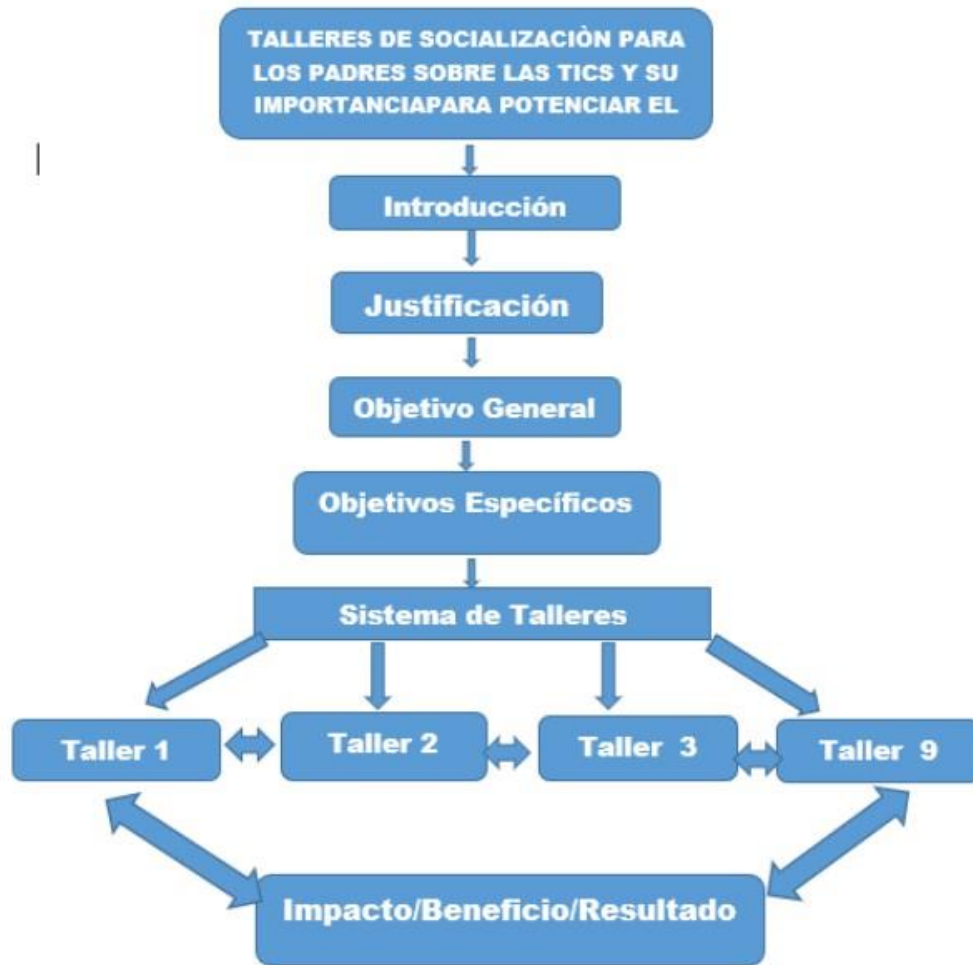 TALLERES DE SOCIALIZACIÒN PARA
LOS PADRES SOBRE LAS TICS Y SU
IMPORTANCIAPARA POTENCIAR EL
Introducción
Justificación
Objetivo General
Objetivos Específicos
Sistema de Talleres
Taller 1
Taller 2
Taller 3
Taller 9
Impacto/Beneficio/Resultado